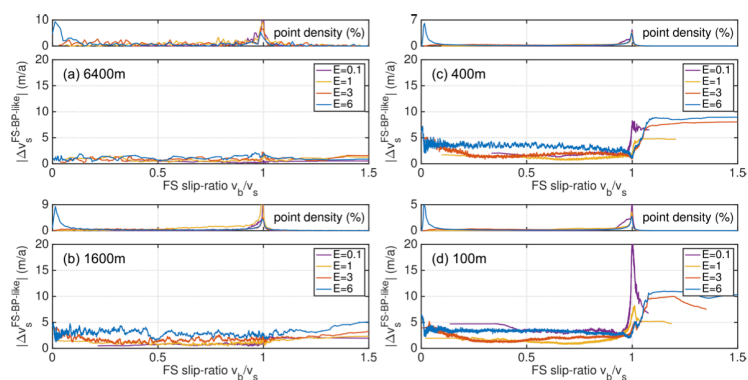 10
0
point density (%)
(a) 6400m
E=0.1
E=1
E=3
E=6
20
15
10
5
0
|Δv_s^FS-BP-like| (m/a)
0 0.5 1 1.5
FS slip-ratio v_b/v_s
7
0
point density (%)
(c) 400m
E=0.1
E=1
E=3
E=6
20
15
10
5
0
|Δv_s^FS-BP-like| (m/a)
0 0.5 1 1.5
FS slip-ratio v_b/v_s
9
0
point density (%)
(b) 1600m
E=0.1
E=1
E=3
E=6
20
15
10
5
0
|Δv_s^FS-BP-like| (m/a)
0 0.5 1 1.5
FS slip-ratio v_b/v_s
5
0
point density (%)
(d) 100m
E=0.1
E=1
E=3
E=6
20
15
10
5
0
|Δv_s^FS-BP-like| (m/a)
0 0.5 1 1.5
FS slip-ratio v_b/v_s